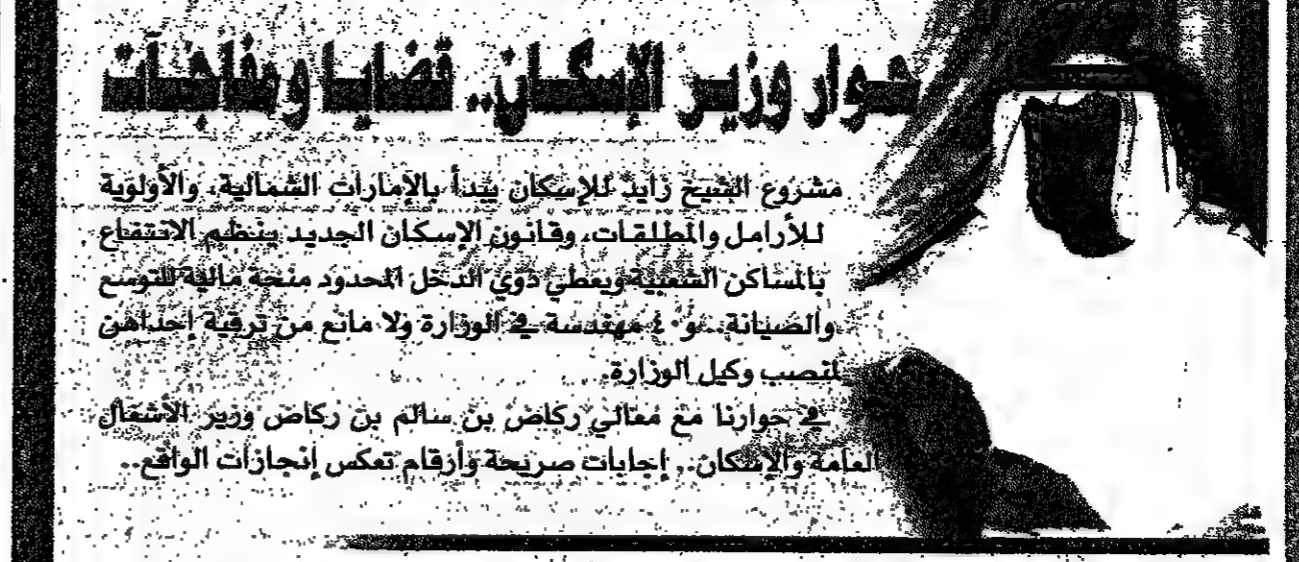 حوار وزير الإسكان.. قضايا ومفاجآت
مشروع الشيخ زايد للإسكان يبدأ بالإمارات الشمالية، والأولوية
للأرامل والمطلقات، وقانون الإسكان الجديد ينظم الانتفاع
بالمساكن الشعبية ويعطي ذوي الدخل المحدود منحة مالية للتوسع
والصيانة.. و٤٠ مهندسة في الوزارة ولا مانع من ترقية إحداهن
لمنصب وكيل الوزارة.
في حوارنا مع معالي ركاض بن سالم بن ركاض وزير الأشغال
العامة والإسكان.. إجابات صريحة وأرقام تعكس إنجازات الواقع..